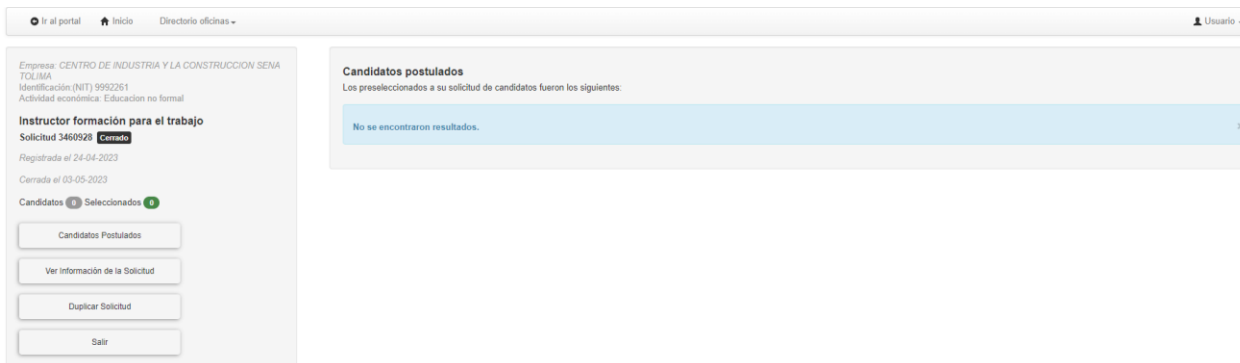 Ir al portal Inicio Directorio oficinas Usuario
Empresa: CENTRO DE INDUSTRIA Y LA CONSTRUCCION SENA
TOLIMA
Identificación:(NIT) 9992261
Actividad económica: Educacion no formal
Instructor formación para el trabajo
Solicitud 3460928 Cerrado
Registrada el 24-04-2023
Cerrada el 03-05-2023
Candidatos 0 Seleccionados 0
Candidatos Postulados
Ver Información de la Solicitud
Duplicar Solicitud
Salir
Candidatos postulados
Los preseleccionados a su solicitud de candidatos fueron los siguientes:
No se encontraron resultados.